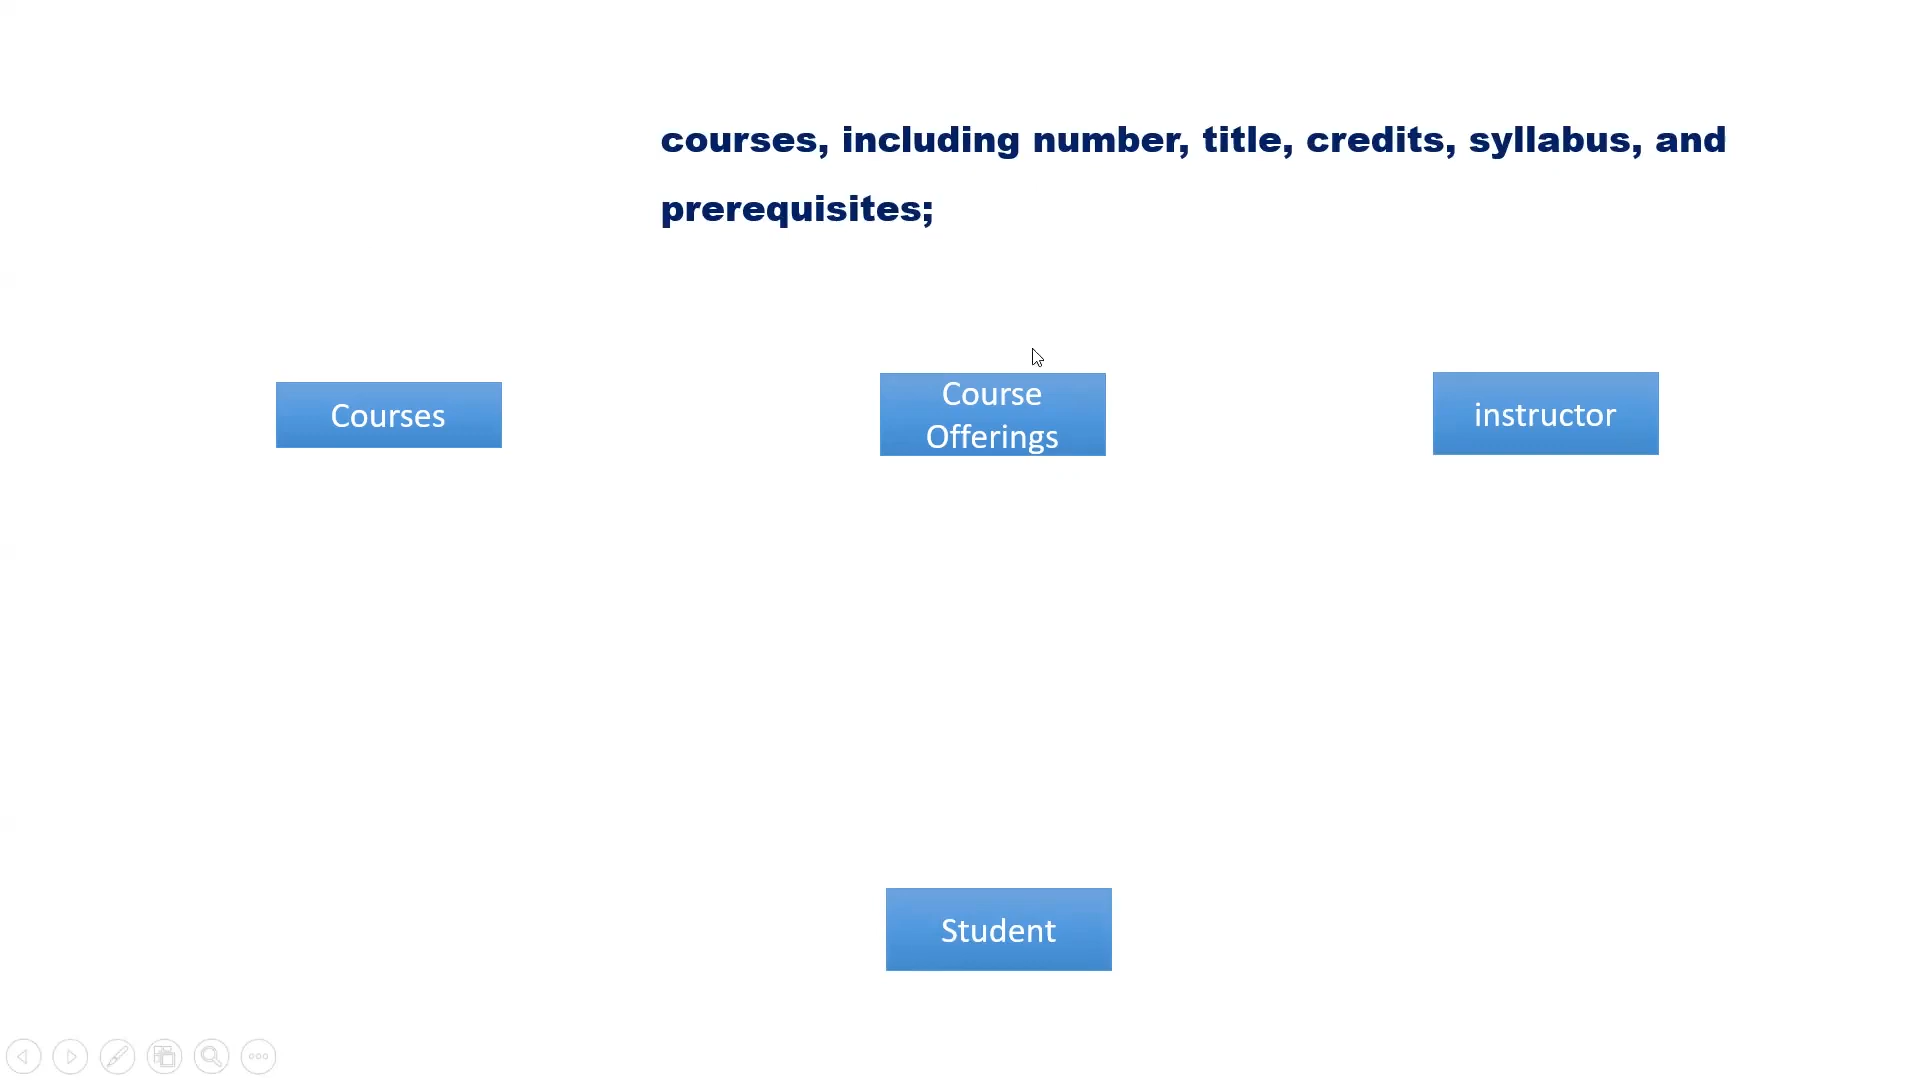 courses, including number, title, credits, syllabus, and
prerequisites;
Courses
Course
Offerings
instructor
Student